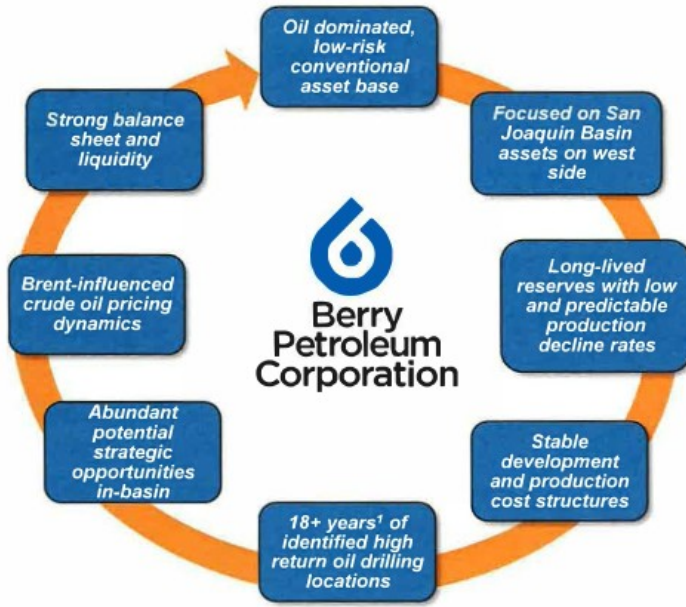 Oil dominated,
low-risk
conventional
asset base
Focused on San
Joaquin Basin
assets on west
side
Long-lived
reserves with low
and predictable
production
decline rates
Stable
development
and production
cost structures
18+ years¹ of
identified high
return oil drilling
locations
Abundant
potential
strategic
opportunities
in-basin
Brent-influenced
crude oil pricing
dynamics
Strong balance
sheet and
liquidity
Berry
Petroleum
Corporation